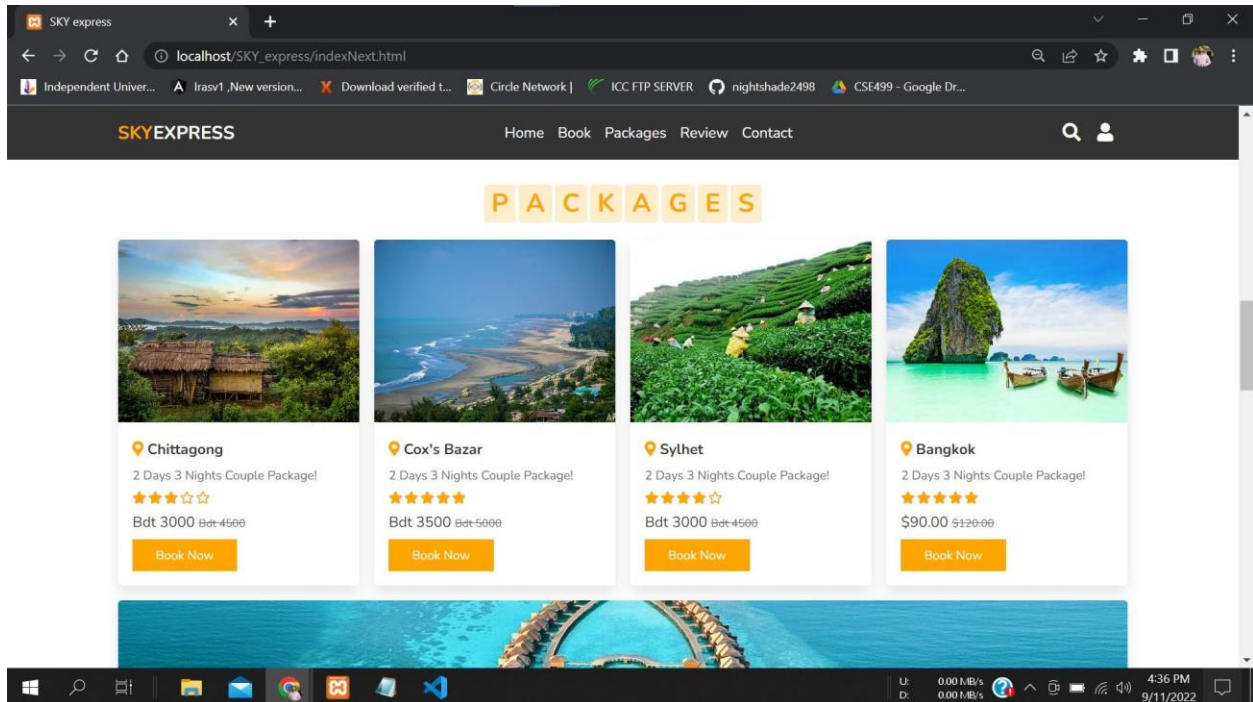 SKY express
localhost/SKY_express/indexNext.html
Independent Univer... Irasv1 ,New version... Download verified t... Circle Network | ICC FTP SERVER nightshade2498 CSE499 - Google Dr...
SKYEXPRESS Home Book Packages Review Contact
PACKAGES
Chittagong
2 Days 3 Nights Couple Package!
Bdt 3000 Bdt 4500
Book Now
Cox's Bazar
2 Days 3 Nights Couple Package!
Bdt 3500 Bdt 5000
Book Now
Sylhet
2 Days 3 Nights Couple Package!
Bdt 3000 Bdt 4500
Book Now
Bangkok
2 Days 3 Nights Couple Package!
$90.00 $120.00
Book Now
U: 0.00 MB/s
D: 0.00 MB/s
4:36 PM
9/11/2022